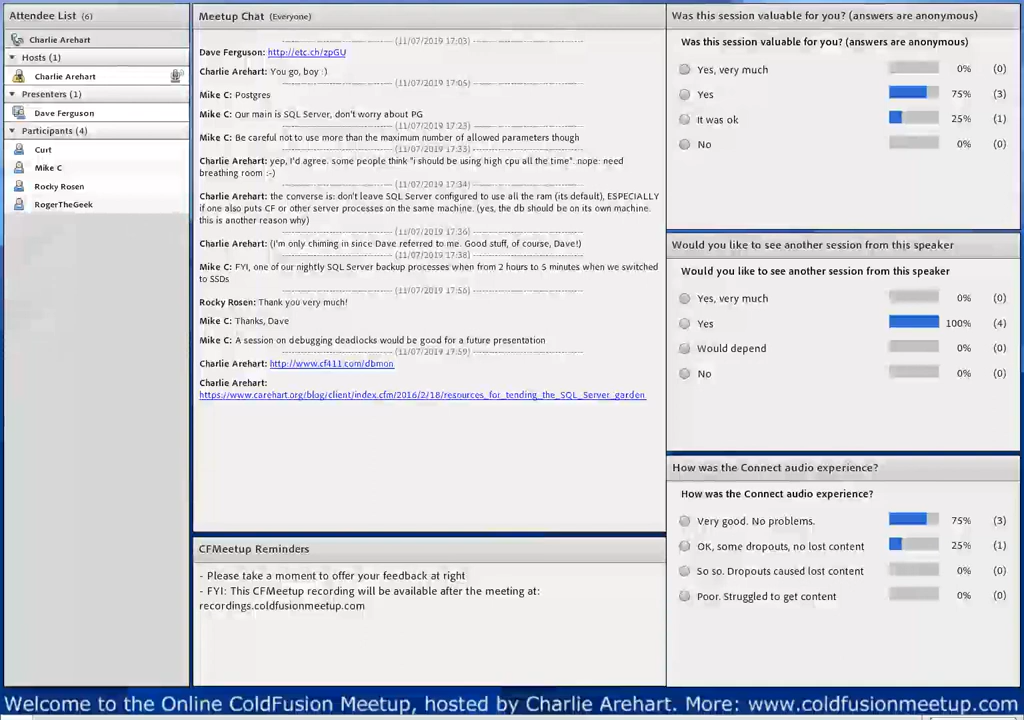 Attendee List (6)
Charlie Arehart
Hosts (1)
Charlie Arehart
Presenters (1)
Dave Ferguson
Participants (4)
Curt
Mike C
Rocky Rosen
RogerTheGeek
Meetup Chat (Everyone)
(11/07/2019 17:03)
Dave Ferguson: http://etc.ch/zpGU
Charlie Arehart: You go, boy :)
(11/07/2019 17:05)
Mike C: Postgres
Mike C: Our main is SQL Server, don't worry about PG
(11/07/2019 17:23)
Mike C: Be careful not to use more than the maximum number of allowed parameters though
(11/07/2019 17:33)
Charlie Arehart: yep, I'd agree. some people think "i should be using high cpu all the time". nope: need
breathing room :-)
(11/07/2019 17:34)
Charlie Arehart: the converse is: don't leave SQL Server configured to use all the ram (its default), ESPECIALLY
if one also puts CF or other server processes on the same machine. (yes, the db should be on its own machine.
this is another reason why)
(11/07/2019 17:36)
Charlie Arehart: (I'm only chiming in since Dave referred to me. Good stuff, of course, Dave!)
(11/07/2019 17:38)
Mike C: FYI, one of our nightly SQL Server backup processes when from 2 hours to 5 minutes when we switched
to SSDs
(11/07/2019 17:56)
Rocky Rosen: Thank you very much!
Mike C: Thanks, Dave
Mike C: A session on debugging deadlocks would be good for a future presentation
(11/07/2019 17:59)
Charlie Arehart: http://www.cf411.com/dbmon
Charlie Arehart:
https://www.carehart.org/blog/client/index.cfm/2016/2/18/resources_for_tending_the_SQL_Server_garden
CFMeetup Reminders
- Please take a moment to offer your feedback at right
- FYI: This CFMeetup recording will be available after the meeting at:
recordings.coldfusionmeetup.com
Was this session valuable for you? (answers are anonymous)
Was this session valuable for you? (answers are anonymous)
Yes, very much 0% (0)
Yes 75% (3)
It was ok 25% (1)
No 0% (0)
Would you like to see another session from this speaker
Would you like to see another session from this speaker
Yes, very much 0% (0)
Yes 100% (4)
Would depend 0% (0)
No 0% (0)
How was the Connect audio experience?
How was the Connect audio experience?
Very good. No problems. 75% (3)
OK, some dropouts, no lost content 25% (1)
So so. Dropouts caused lost content 0% (0)
Poor. Struggled to get content 0% (0)
Welcome to the Online ColdFusion Meetup, hosted by Charlie Arehart. More: www.coldfusionmeetup.com